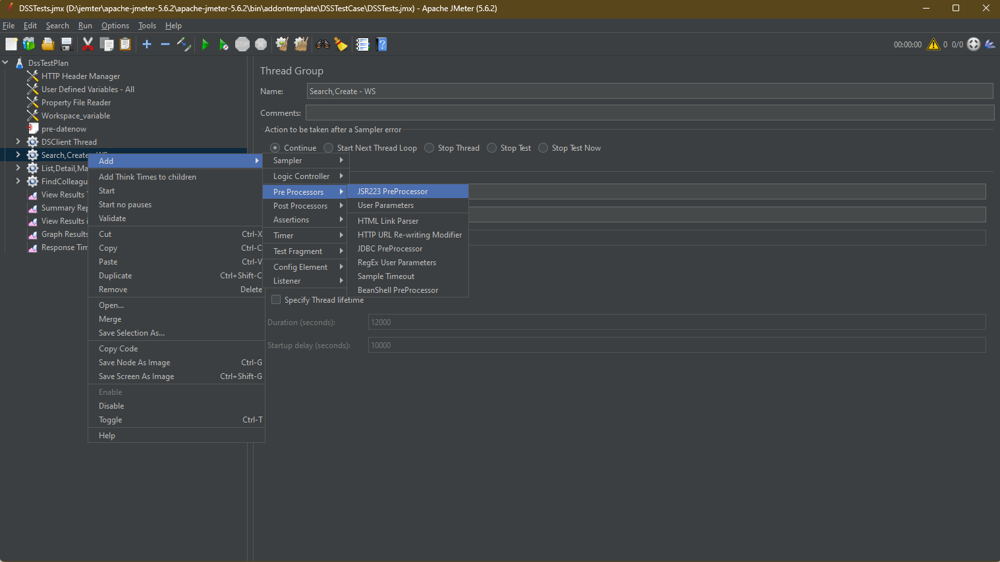 DSSTests.jmx (D:\jemter\apache-jmeter-5.6.2\apache-jmeter-5.6.2\bin\addontemplate\DSSTestCase\DSSTests.jmx) - Apache JMeter (5.6.2)
File Edit Search Run Options Tools Help
STOP
00:00:00 0 0/0
DssTestPlan
HTTP Header Manager
User Defined Variables - All
Property File Reader
Workspace_variable
pre-datenow
DSClient Thread
Search,Create - WS
List,Detail,Ma
FindColleagu
View Results
Summary Rep
View Results i
Graph Results
Response Tim
Add
Add Think Times to children
Start
Start no pauses
Validate
Cut Ctrl-X
Copy Ctrl-C
Paste Ctrl-V
Duplicate Ctrl+Shift-C
Remove Delete
Open...
Merge
Save Selection As...
Copy Code
Save Node As Image Ctrl-G
Save Screen As Image Ctrl+Shift-G
Enable
Disable
Toggle Ctrl-T
Help
Sampler
Logic Controller
Pre Processors
Post Processors
Assertions
Timer
Test Fragment
Config Element
Listener
JSR223 PreProcessor
User Parameters
HTML Link Parser
HTTP URL Re-writing Modifier
JDBC PreProcessor
RegEx User Parameters
Sample Timeout
BeanShell PreProcessor
Thread Group
Name: Search,Create - WS
Comments:
Action to be taken after a Sampler error
Continue Start Next Thread Loop Stop Thread Stop Test Stop Test Now
Specify Thread lifetime
Duration (seconds): 12000
Startup delay (seconds): 10000